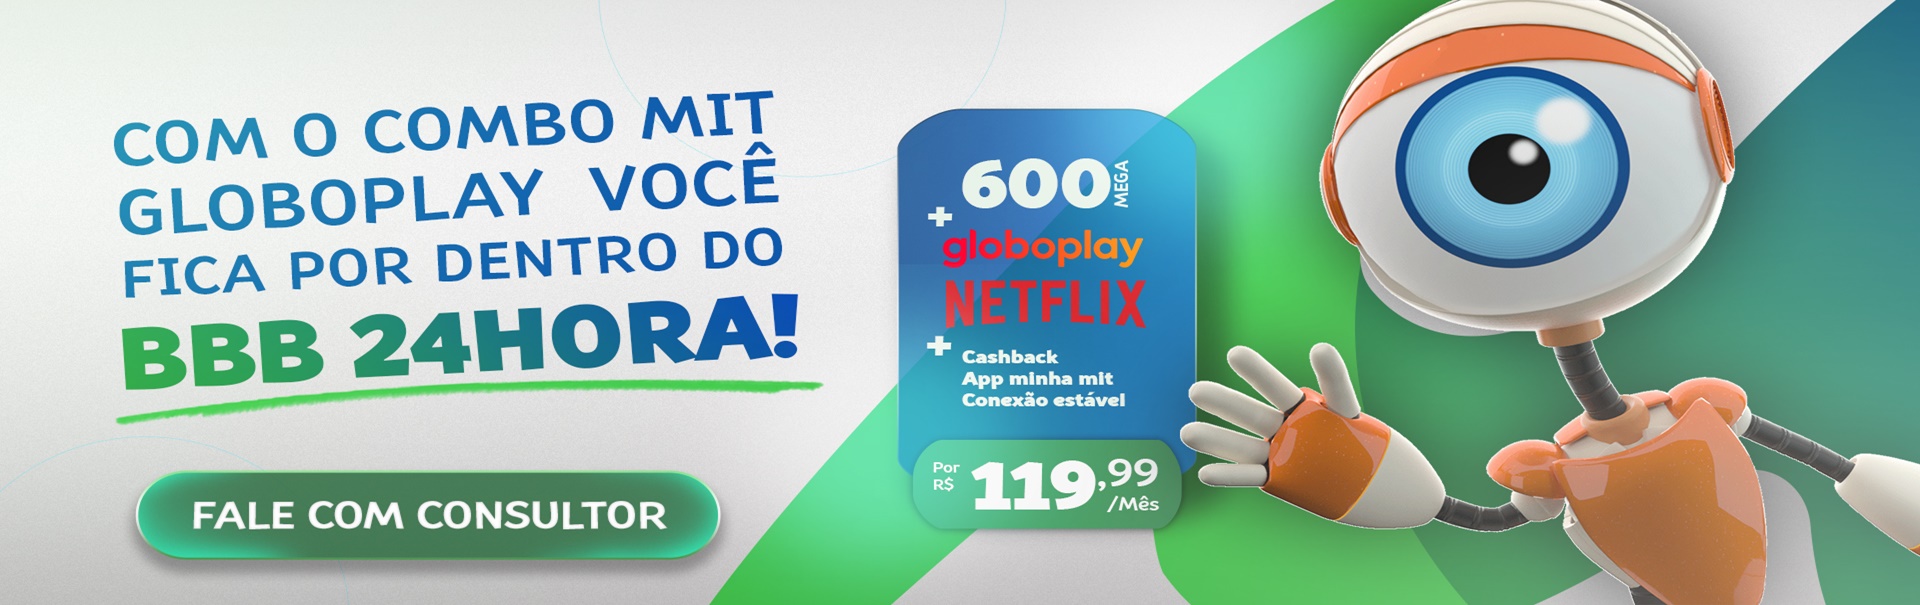 COM O COMBO MIT
GLOBOPLAY VOCÊ
FICA POR DENTRO DO
BBB 24HORA!
FALE COM CONSULTOR
600 MEGA
+
globoplay
NETFLIX
+
Cashback
App minha mit
Conexão estável
Por
R$ 119,99
/Mês